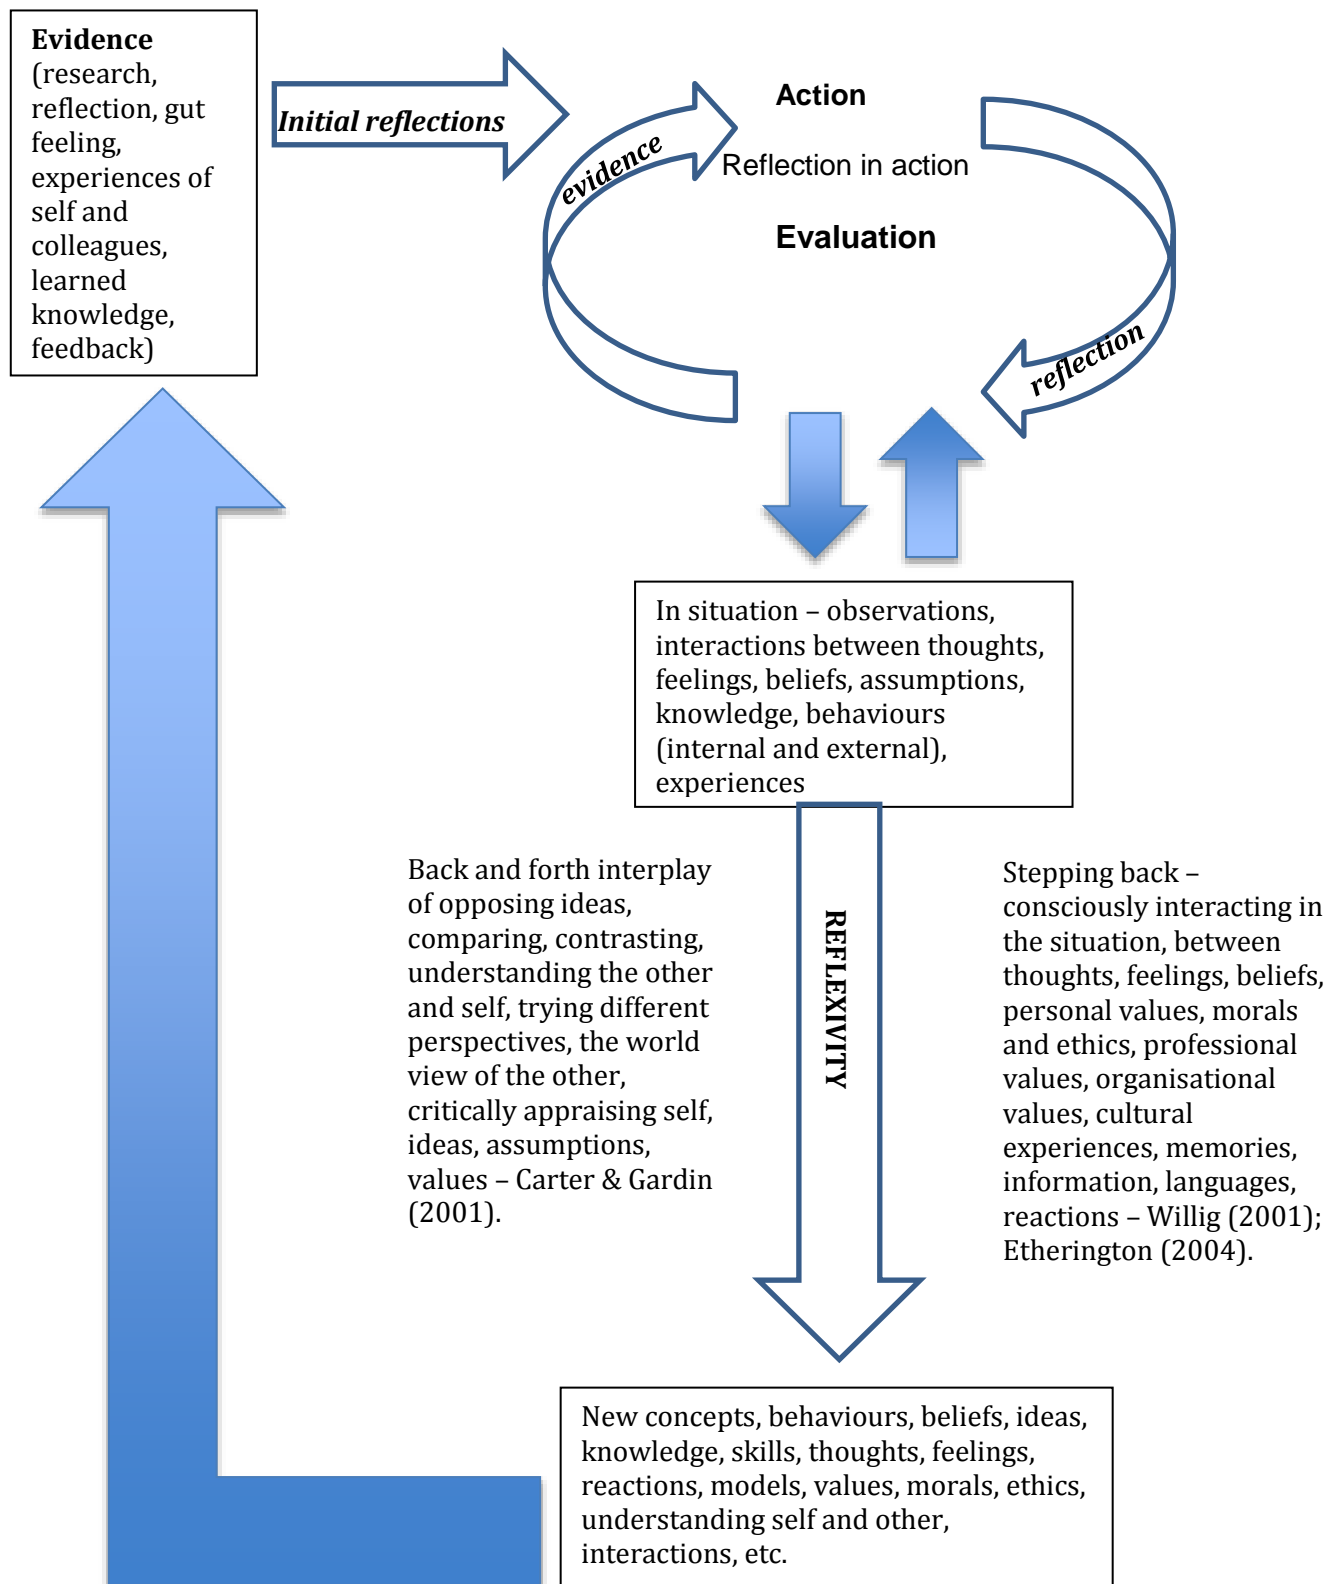 Evidence
(research,
reflection, gut
feeling,
experiences of
self and
colleagues,
learned
knowledge,
feedback)
Initial reflections
evidence
Action
Reflection in action
Evaluation
reflection
In situation – observations,
interactions between thoughts,
feelings, beliefs, assumptions,
knowledge, behaviours
(internal and external),
experiences
Back and forth interplay
of opposing ideas,
comparing, contrasting,
understanding the other
and self, trying different
perspectives, the world
view of the other,
critically appraising self,
ideas, assumptions,
values – Carter & Gardin
(2001).
REFLEXIVITY
Stepping back –
consciously interacting in
the situation, between
thoughts, feelings, beliefs,
personal values, morals
and ethics, professional
values, organisational
values, cultural
experiences, memories,
information, languages,
reactions – Willig (2001);
Etherington (2004).
New concepts, behaviours, beliefs, ideas,
knowledge, skills, thoughts, feelings,
reactions, models, values, morals, ethics,
understanding self and other,
interactions, etc.